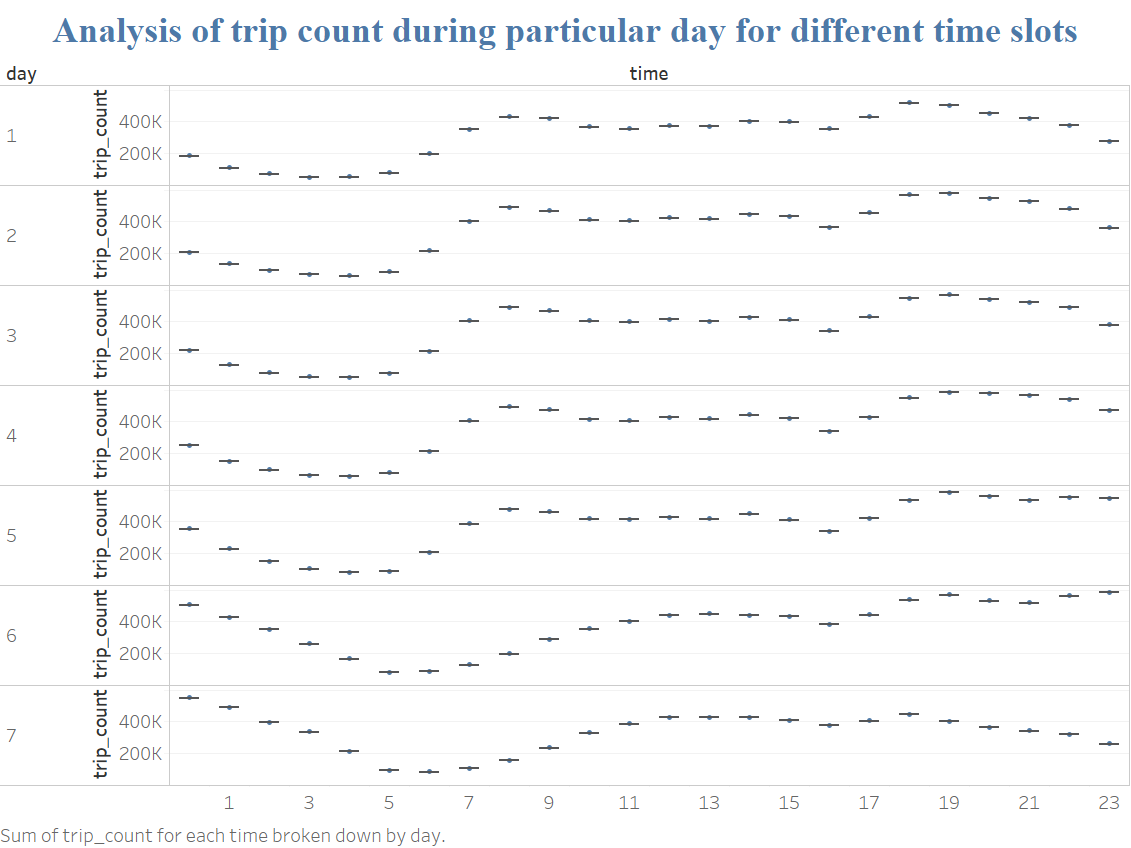 Analysis of trip count during particular day for different time slots
day
time
1
trip_count
400K
200K
2
trip_count
400K
200K
3
trip_count
400K
200K
4
trip_count
400K
200K
5
trip_count
400K
200K
6
trip_count
400K
200K
7
trip_count
400K
200K
1 3 5 7 9 11 13 15 17 19 21 23
Sum of trip_count for each time broken down by day.